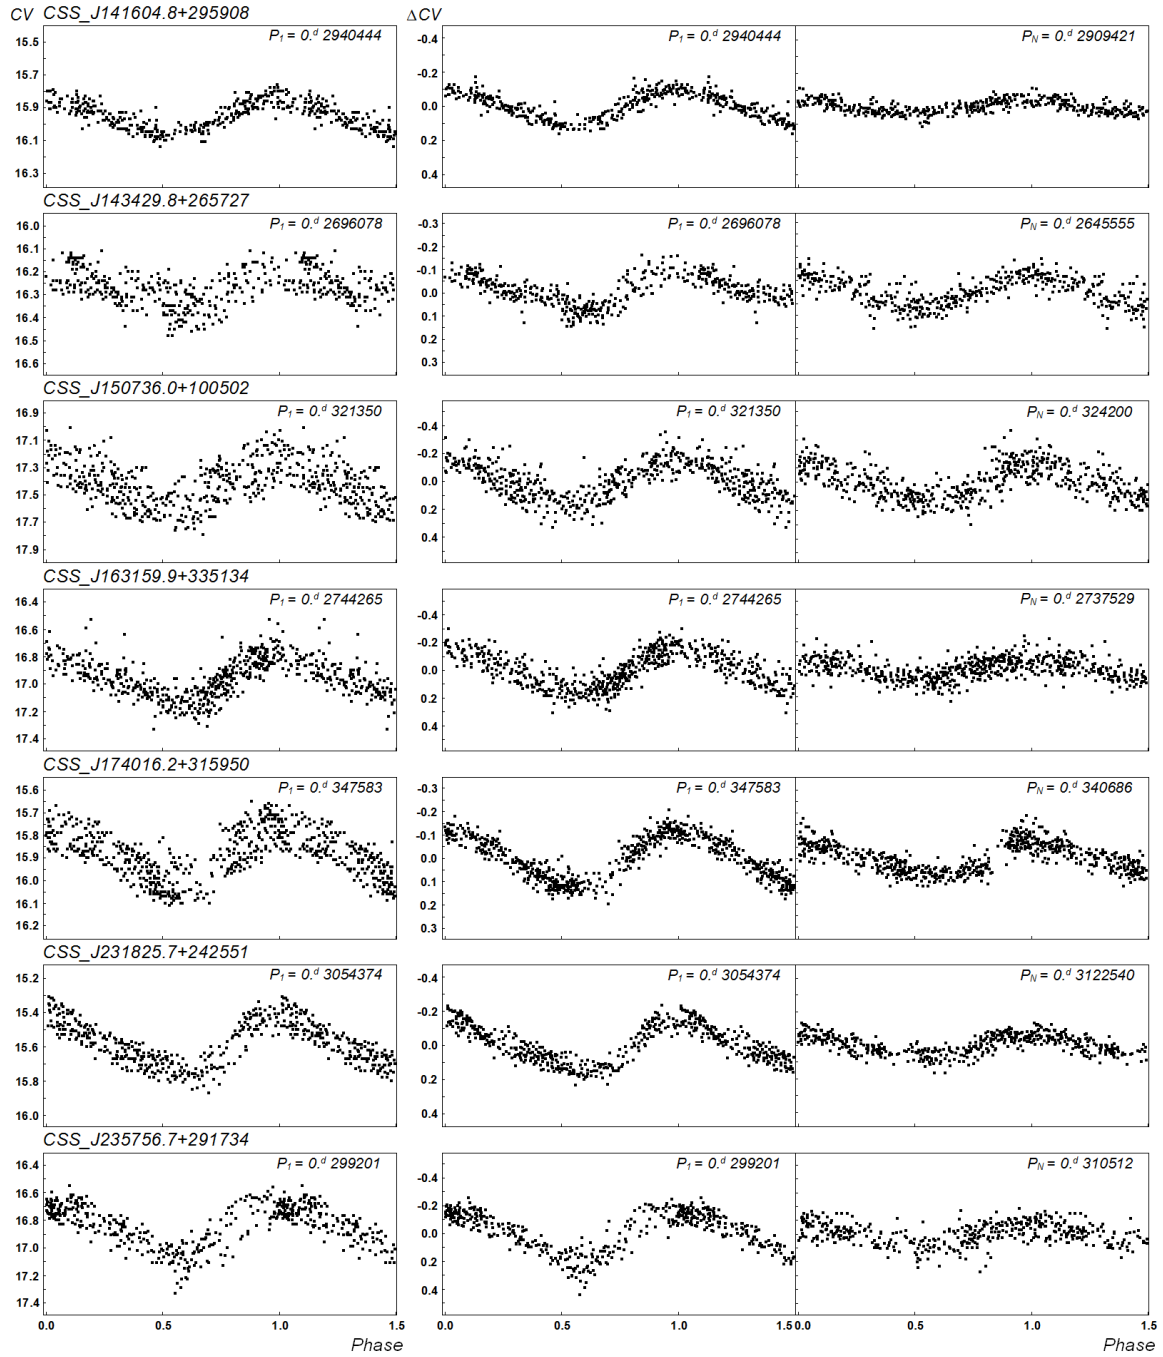 CV CSS_J141604.8+295908 ΔCV
P1 = 0.d 2940444 P1 = 0.d 2940444 PN = 0.d 2909421
15.5 15.7 15.9 16.1 16.3
-0.4 -0.2 0.0 0.2 0.4
CSS_J143429.8+265727
P1 = 0.d 2696078 P1 = 0.d 2696078 PN = 0.d 2645555
16.0 16.1 16.2 16.3 16.4 16.5 16.6
-0.3 -0.2 -0.1 0.0 0.1 0.2 0.3
CSS_J150736.0+100502
P1 = 0.d 321350 P1 = 0.d 321350 PN = 0.d 324200
16.9 17.1 17.3 17.5 17.7 17.9
-0.4 -0.2 0.0 0.2 0.4
CSS_J163159.9+335134
P1 = 0.d 2744265 P1 = 0.d 2744265 PN = 0.d 2737529
16.4 16.6 16.8 17.0 17.2 17.4
-0.4 -0.2 0.0 0.2 0.4
CSS_J174016.2+315950
P1 = 0.d 347583 P1 = 0.d 347583 PN = 0.d 340686
15.6 15.7 15.8 15.9 16.0 16.1 16.2
-0.3 -0.2 -0.1 0.0 0.1 0.2 0.3
CSS_J231825.7+242551
P1 = 0.d 3054374 P1 = 0.d 3054374 PN = 0.d 3122540
15.2 15.4 15.6 15.8 16.0
-0.4 -0.2 0.0 0.2 0.4
CSS_J235756.7+291734
P1 = 0.d 299201 P1 = 0.d 299201 PN = 0.d 310512
16.4 16.6 16.8 17.0 17.2 17.4
-0.4 -0.2 0.0 0.2 0.4
0.0 0.5 1.0 1.5 0.0 0.5 1.0 0.0 0.5 1.0 1.5
Phase Phase